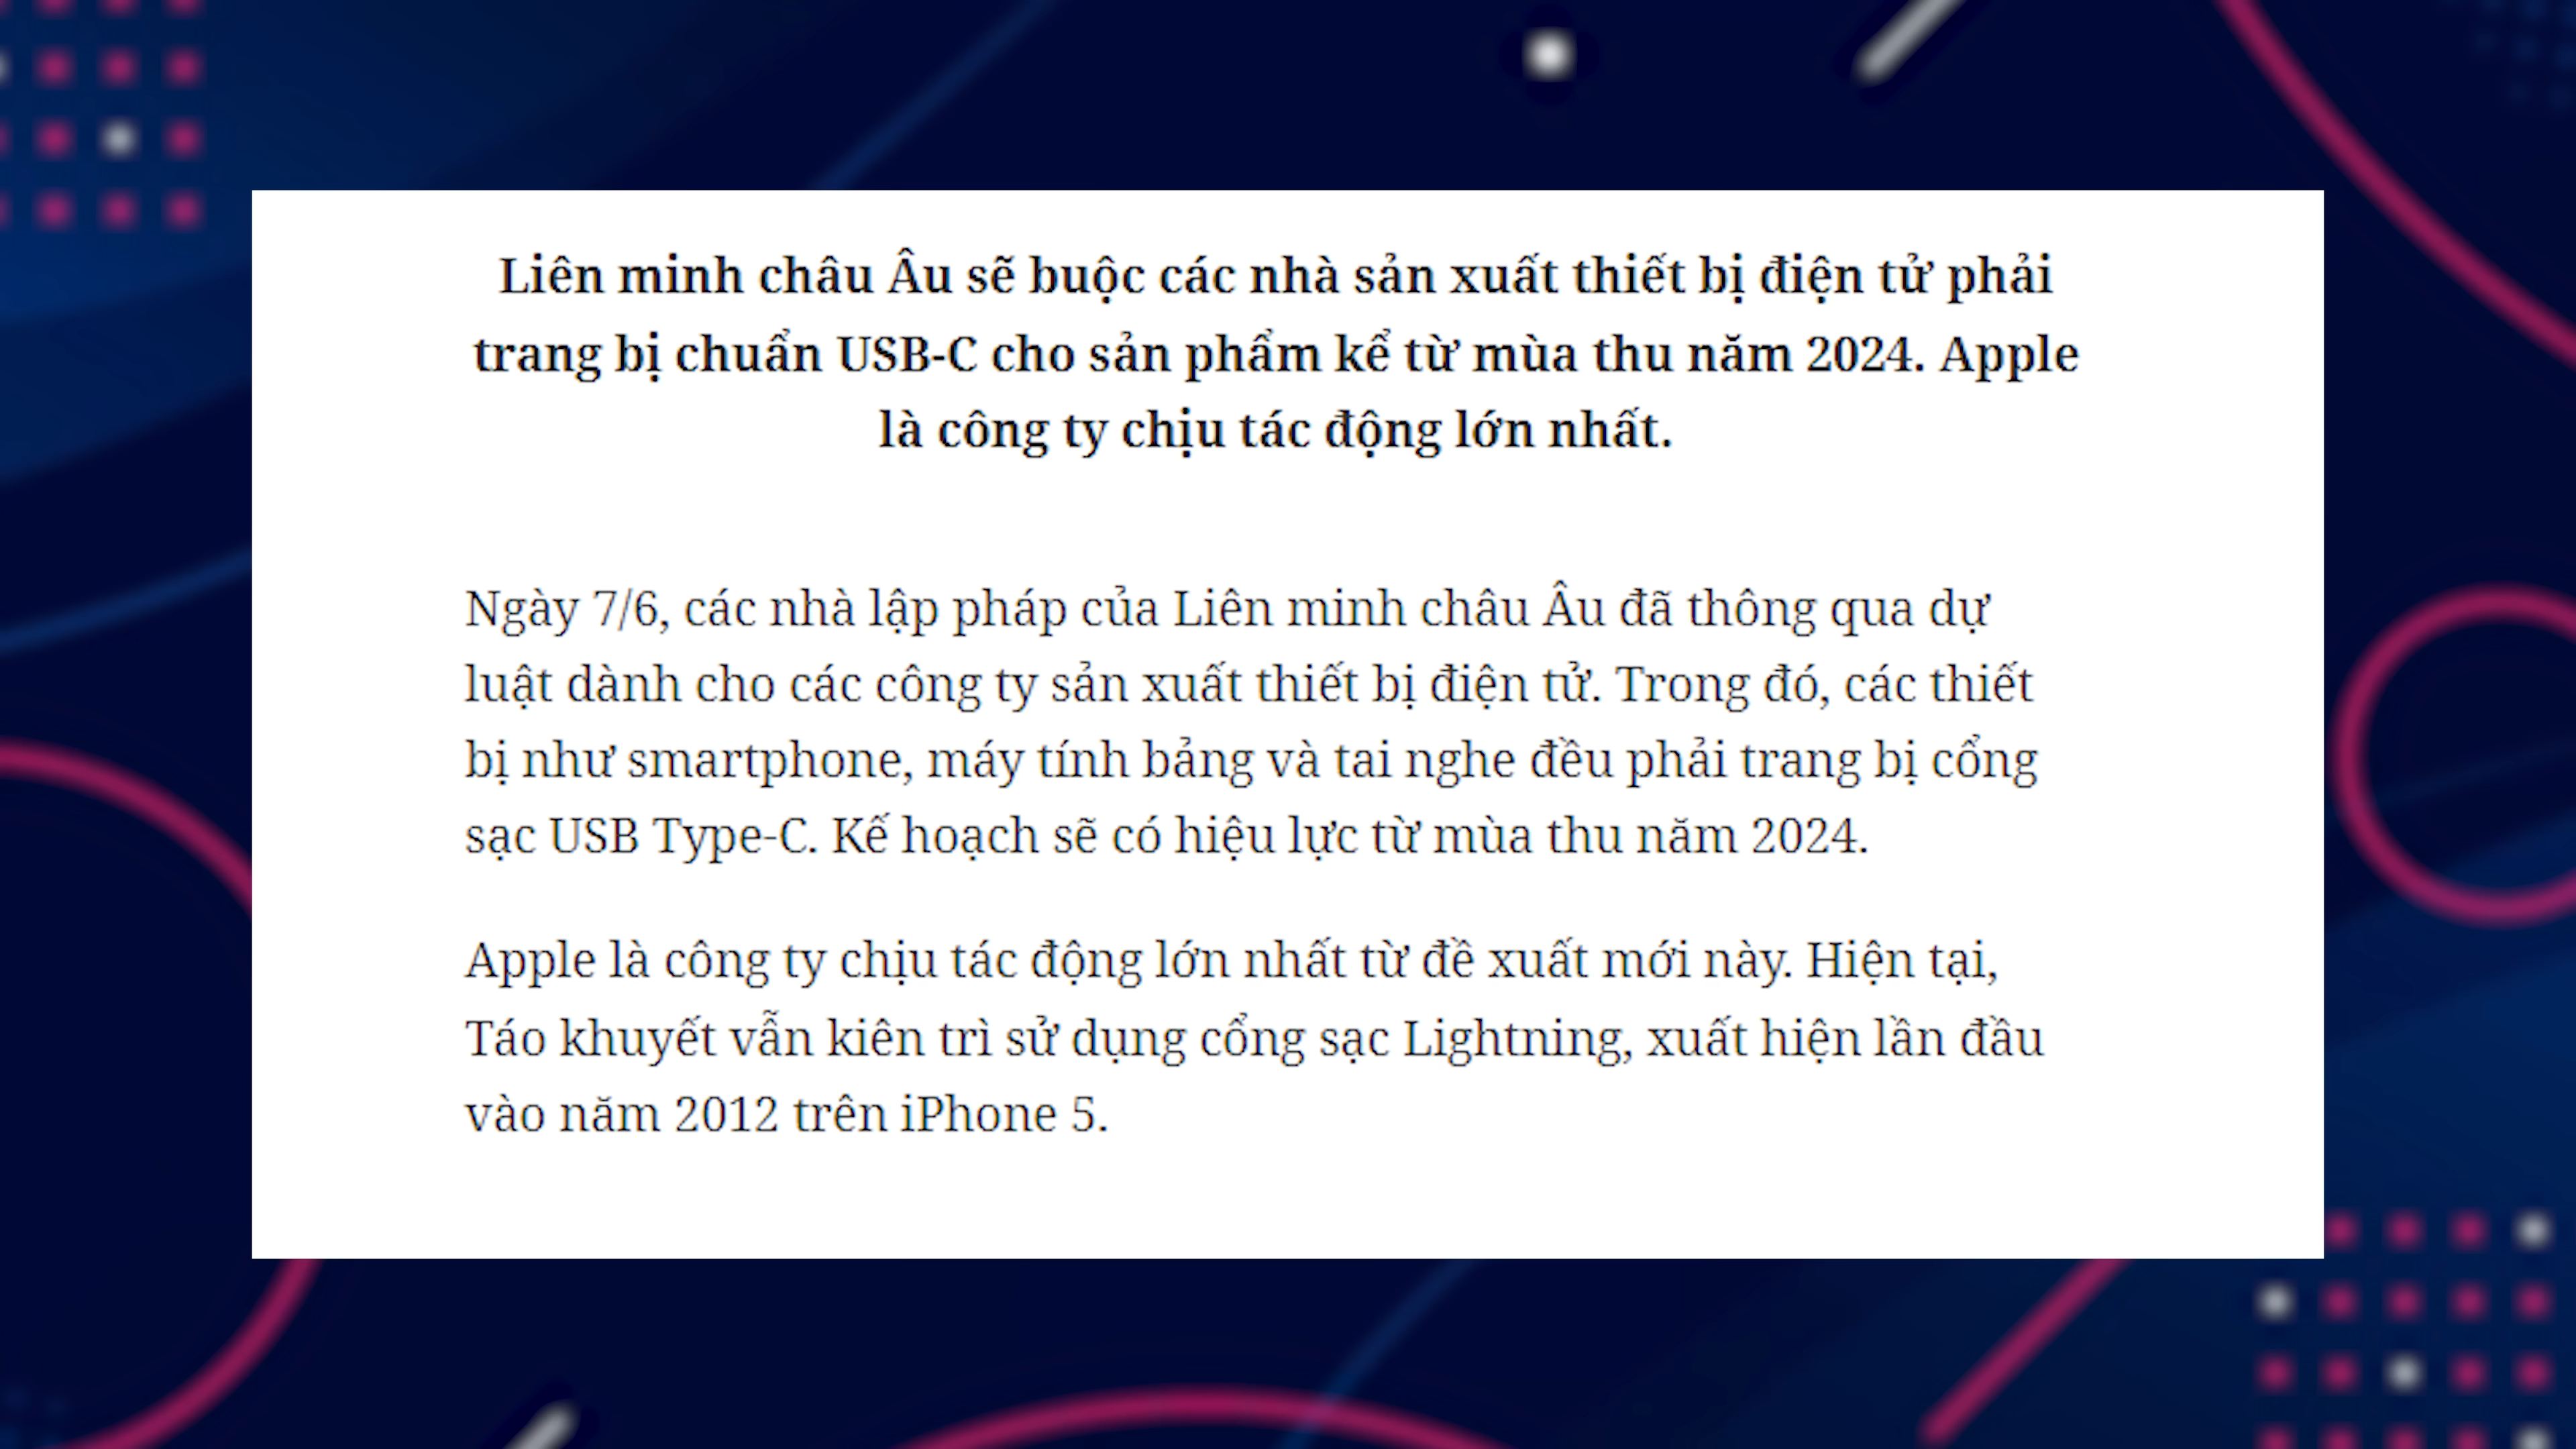 Liên minh châu Âu sẽ buộc các nhà sản xuất thiết bị điện tử phải
trang bị chuẩn USB-C cho sản phẩm kể từ mùa thu năm 2024. Apple
là công ty chịu tác động lớn nhất.
Ngày 7/6, các nhà lập pháp của Liên minh châu Âu đã thông qua dự
luật dành cho các công ty sản xuất thiết bị điện tử. Trong đó, các thiết
bị như smartphone, máy tính bảng và tai nghe đều phải trang bị cổng
sạc USB Type-C. Kế hoạch sẽ có hiệu lực từ mùa thu năm 2024.
Apple là công ty chịu tác động lớn nhất từ đề xuất mới này. Hiện tại,
Táo khuyết vẫn kiên trì sử dụng cổng sạc Lightning, xuất hiện lần đầu
vào năm 2012 trên iPhone 5.